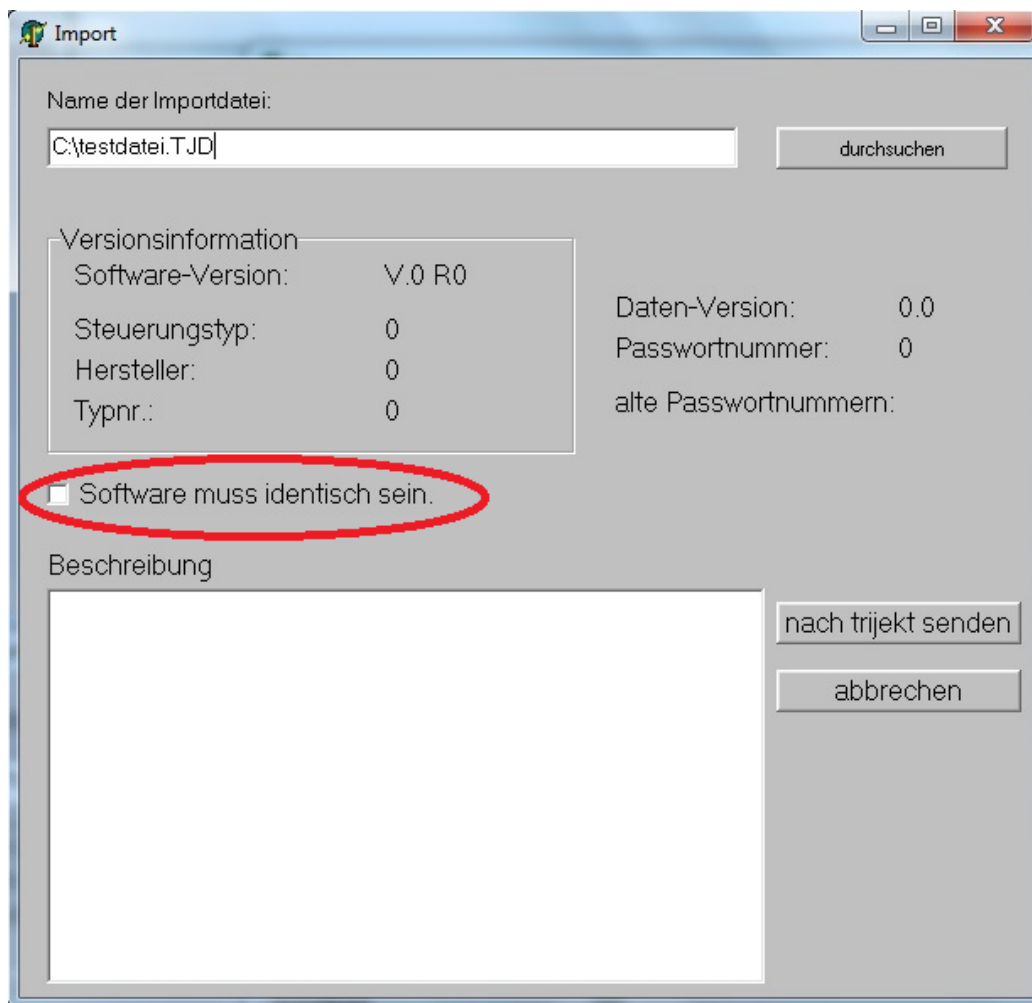 Import
Name der Importdatei:
C:\testdatei.TJD
durchsuchen
Versionsinformation
Software-Version: V.0 R0
Steuerungstyp: 0
Hersteller: 0
Typnr.: 0
Daten-Version: 0.0
Passwortnummer: 0
alte Passwortnummern:
Software muss identisch sein.
Beschreibung
nach trijekt senden
abbrechen